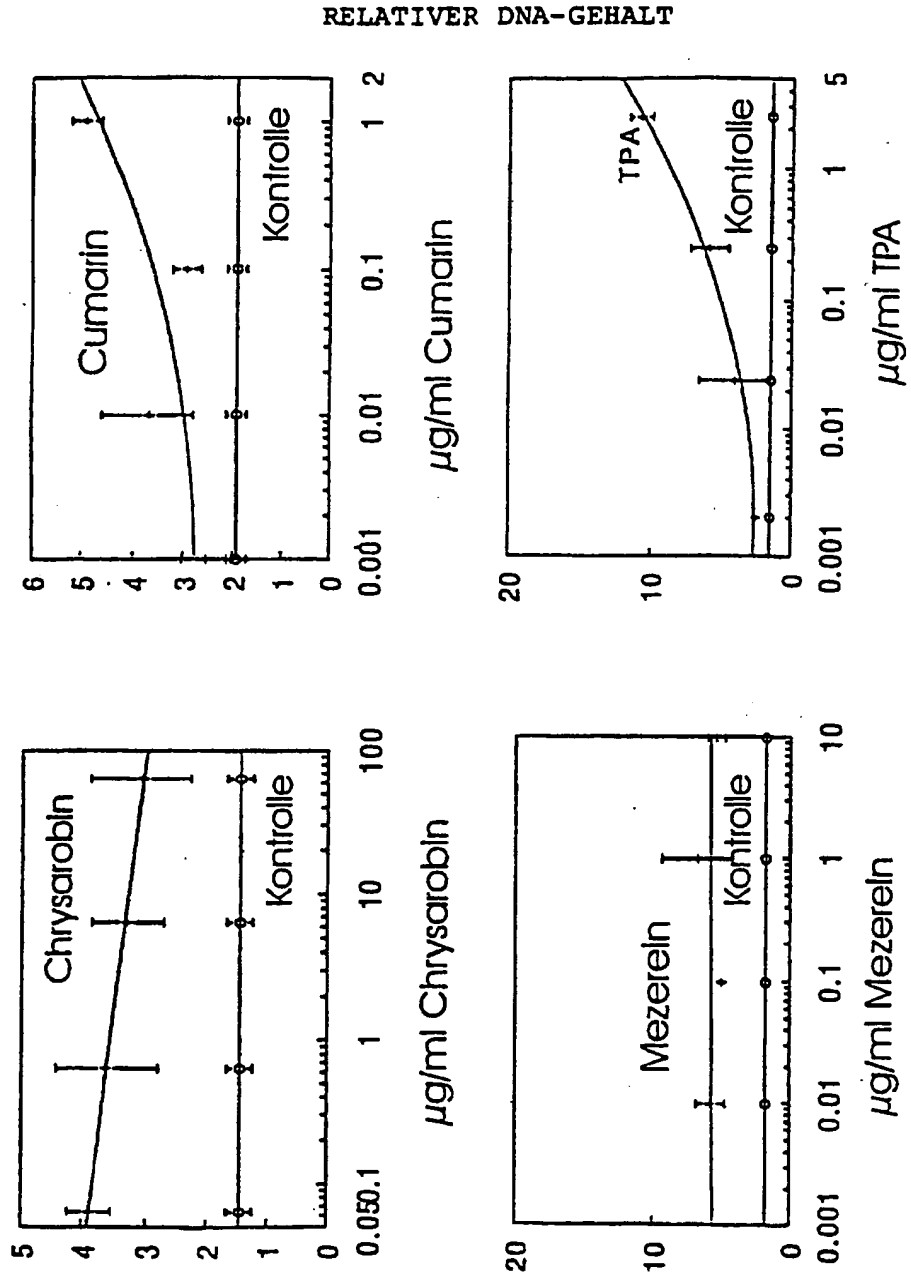 RELATIVER DNA-GEHALT
6
5
4
3
2
1
0
Cumarin
Kontrolle
0.001
0.01
0.1
1
2
µg/ml Cumarin
20
10
0
TPA
Kontrolle
0.001
0.01
0.1
1
5
µg/ml TPA
5
4
3
2
1
0
Chrysarobin
Kontrolle
0.050.1
1
10
100
µg/ml Chrysarobin
20
10
0
Mezerein
Kontrolle
0.001
0.01
0.1
1
10
µg/ml Mezerein